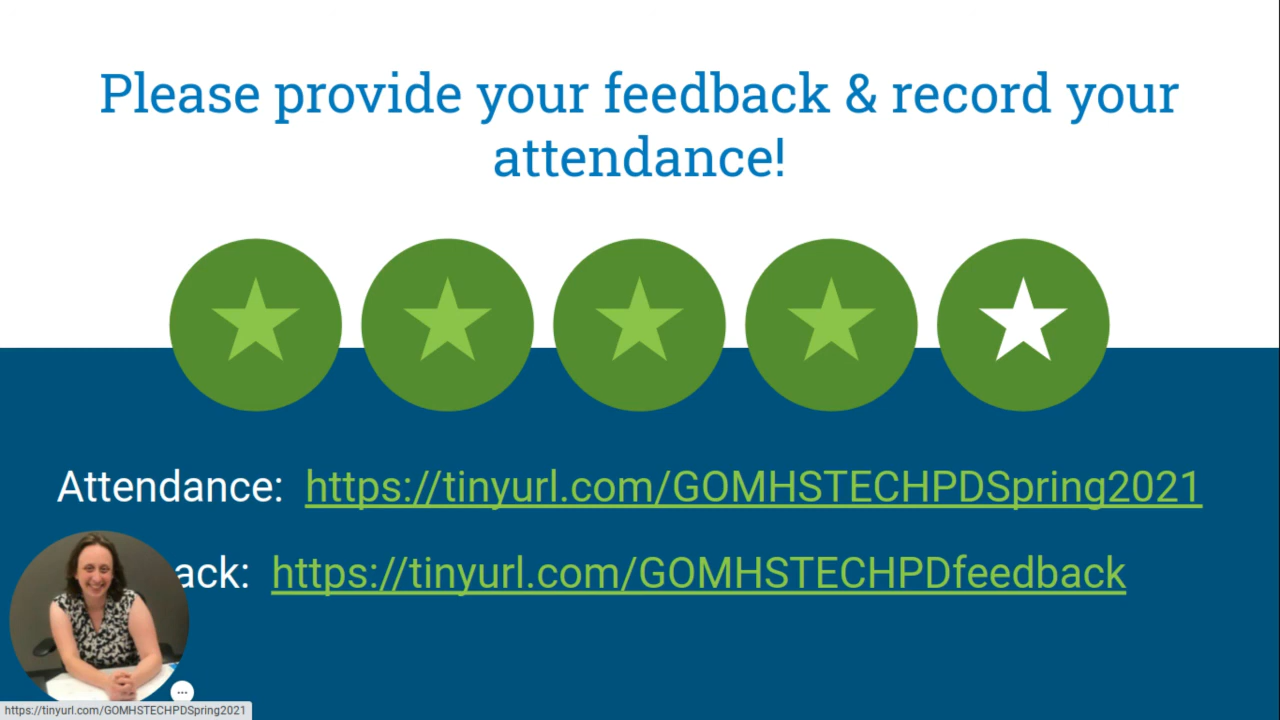 Please provide your feedback & record your
attendance!
Attendance: https://tinyurl.com/GOMHSTECHPDSpring2021
ack: https://tinyurl.com/GOMHSTECHPDfeedback
https://tinyurl.com/GOMHSTECHPDSpring2021